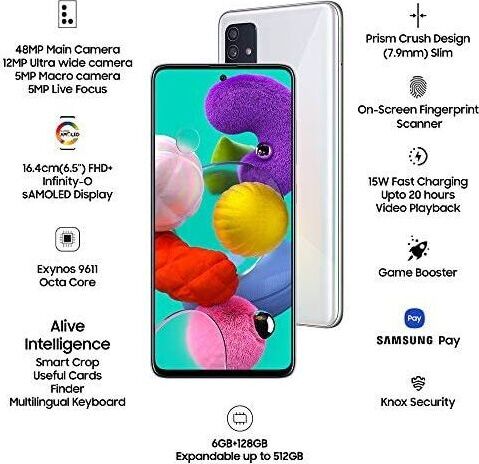 48MP Main Camera
12MP Ultra wide camera
5MP Macro camera
5MP Live Focus
sAMOLED
16.4cm(6.5") FHD+
Infinity-O
sAMOLED Display
Exynos 9611
Octa Core
Alive
Intelligence
Smart Crop
Useful Cards
Finder
Multilingual Keyboard
Prism Crush Design
(7.9mm) Slim
On-Screen Fingerprint
Scanner
15W Fast Charging
Upto 20 hours
Video Playback
Game Booster
Pay
SAMSUNG Pay
Knox Security
6GB+128GB
Expandable up to 512GB